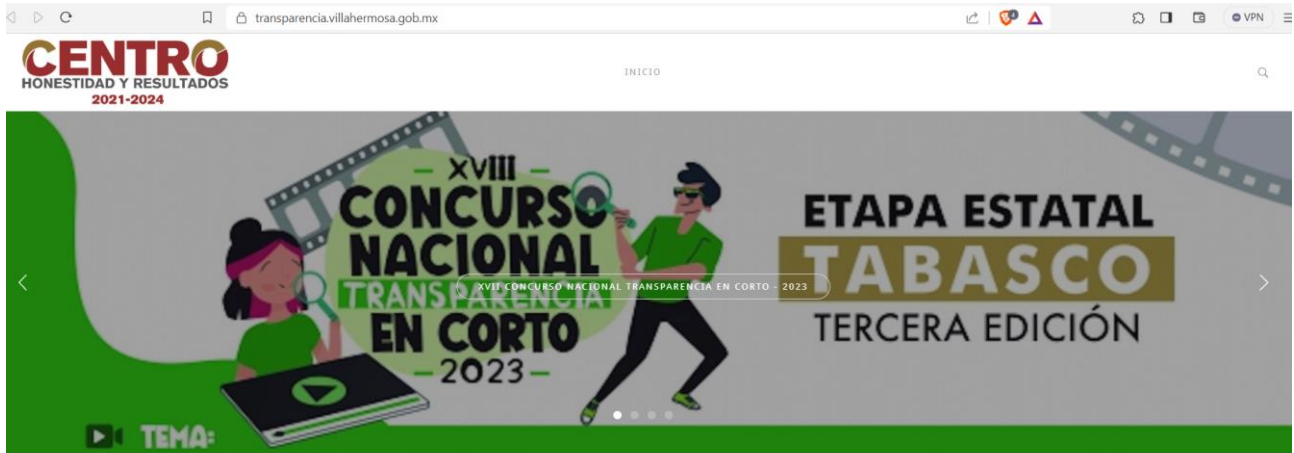 transparencia.villahermosa.gob.mx
VPN
CENTRO
HONESTIDAD Y RESULTADOS
2021-2024
INICIO
XVIII
CONCURSO
NACIONAL
TRANSPARENCIA
EN CORTO
2023
XVII CONCURSO NACIONAL TRANSPARENCIA EN CORTO - 2023
ETAPA ESTATAL
TABASCO
TERCERA EDICIÓN
TEMA: